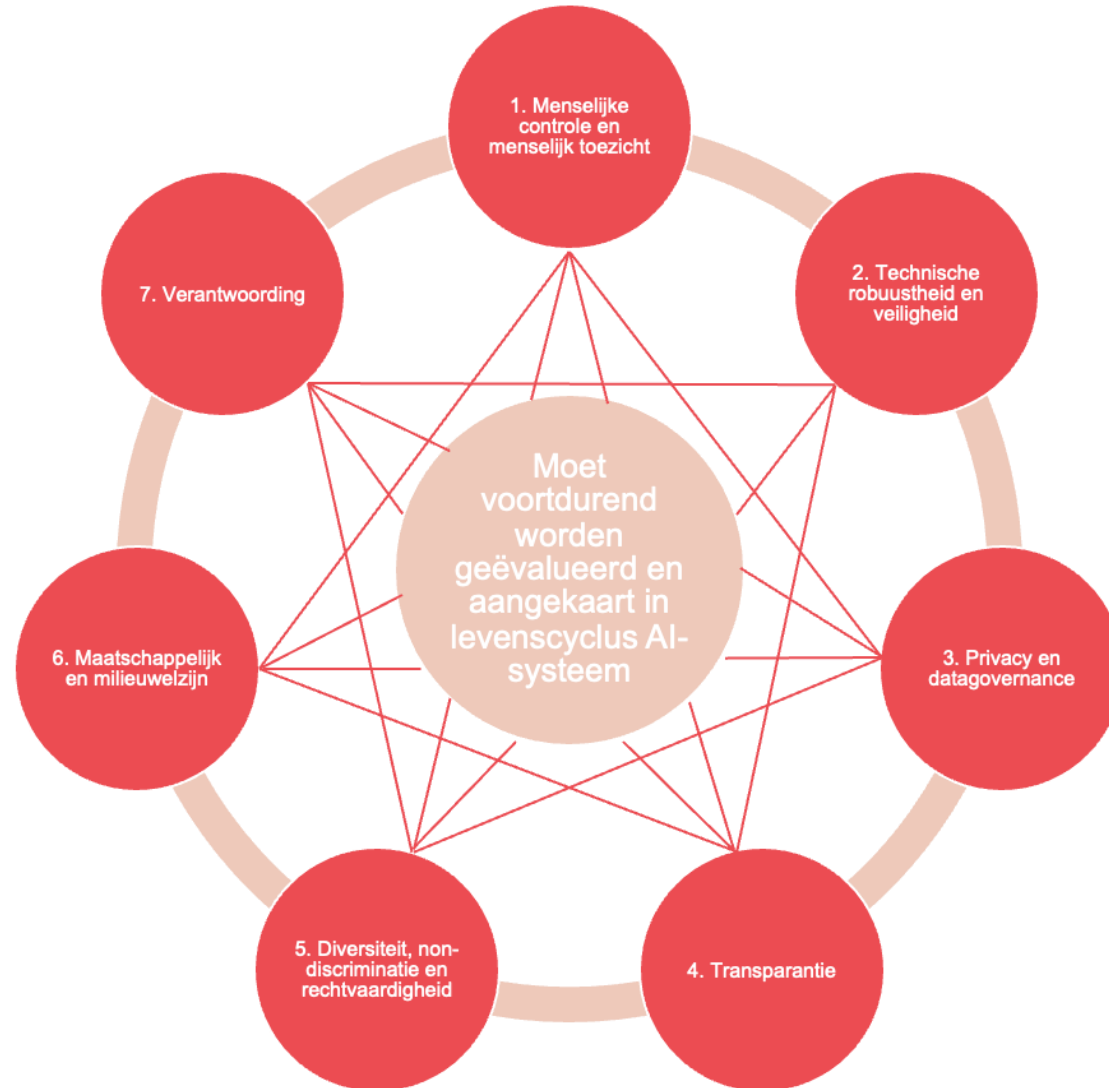 1. Menselijke
controle en
menselijk toezicht
2. Technische
robuustheid en
veiligheid
3. Privacy en
datagovernance
4. Transparantie
5. Diversiteit, non-
discriminatie en
rechtvaardigheid
6. Maatschappelijk
en milieuwelzijn
7. Verantwoording
Moet
voortdurend
worden
geëvalueerd en
aangekaart in
levenscyclus AI-
systeem